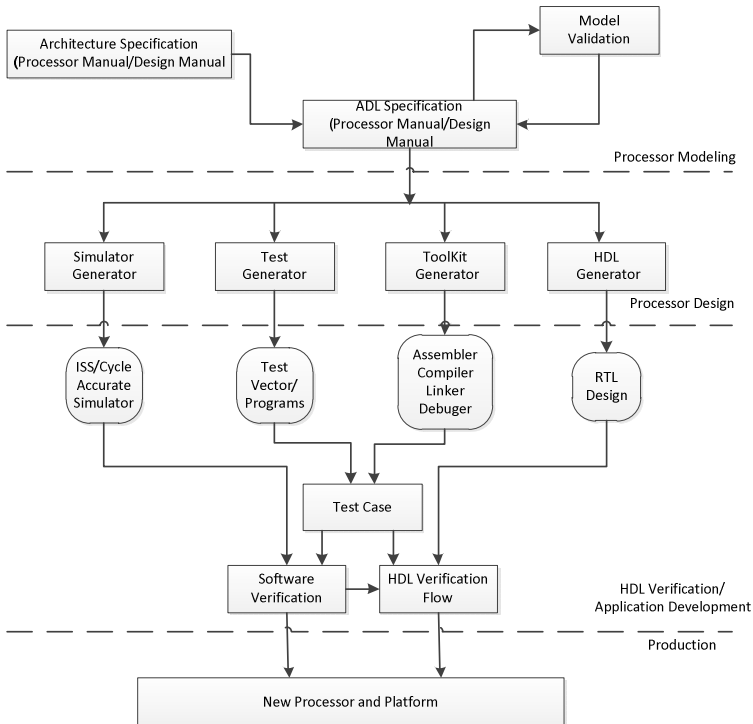 Model
Validation
Architecture Specification
(Processor Manual/Design Manual
ADL Specification
(Processor Manual/Design
Manual
Processor Modeling
Simulator
Generator
Test
Generator
ToolKit
Generator
HDL
Generator
Processor Design
ISS/Cycle
Accurate
Simulator
Test
Vector/
Programs
Assembler
Compiler
Linker
Debuger
RTL
Design
Test Case
Software
Verification
HDL Verification
Flow
HDL Verification/
Application Development
Production
New Processor and Platform